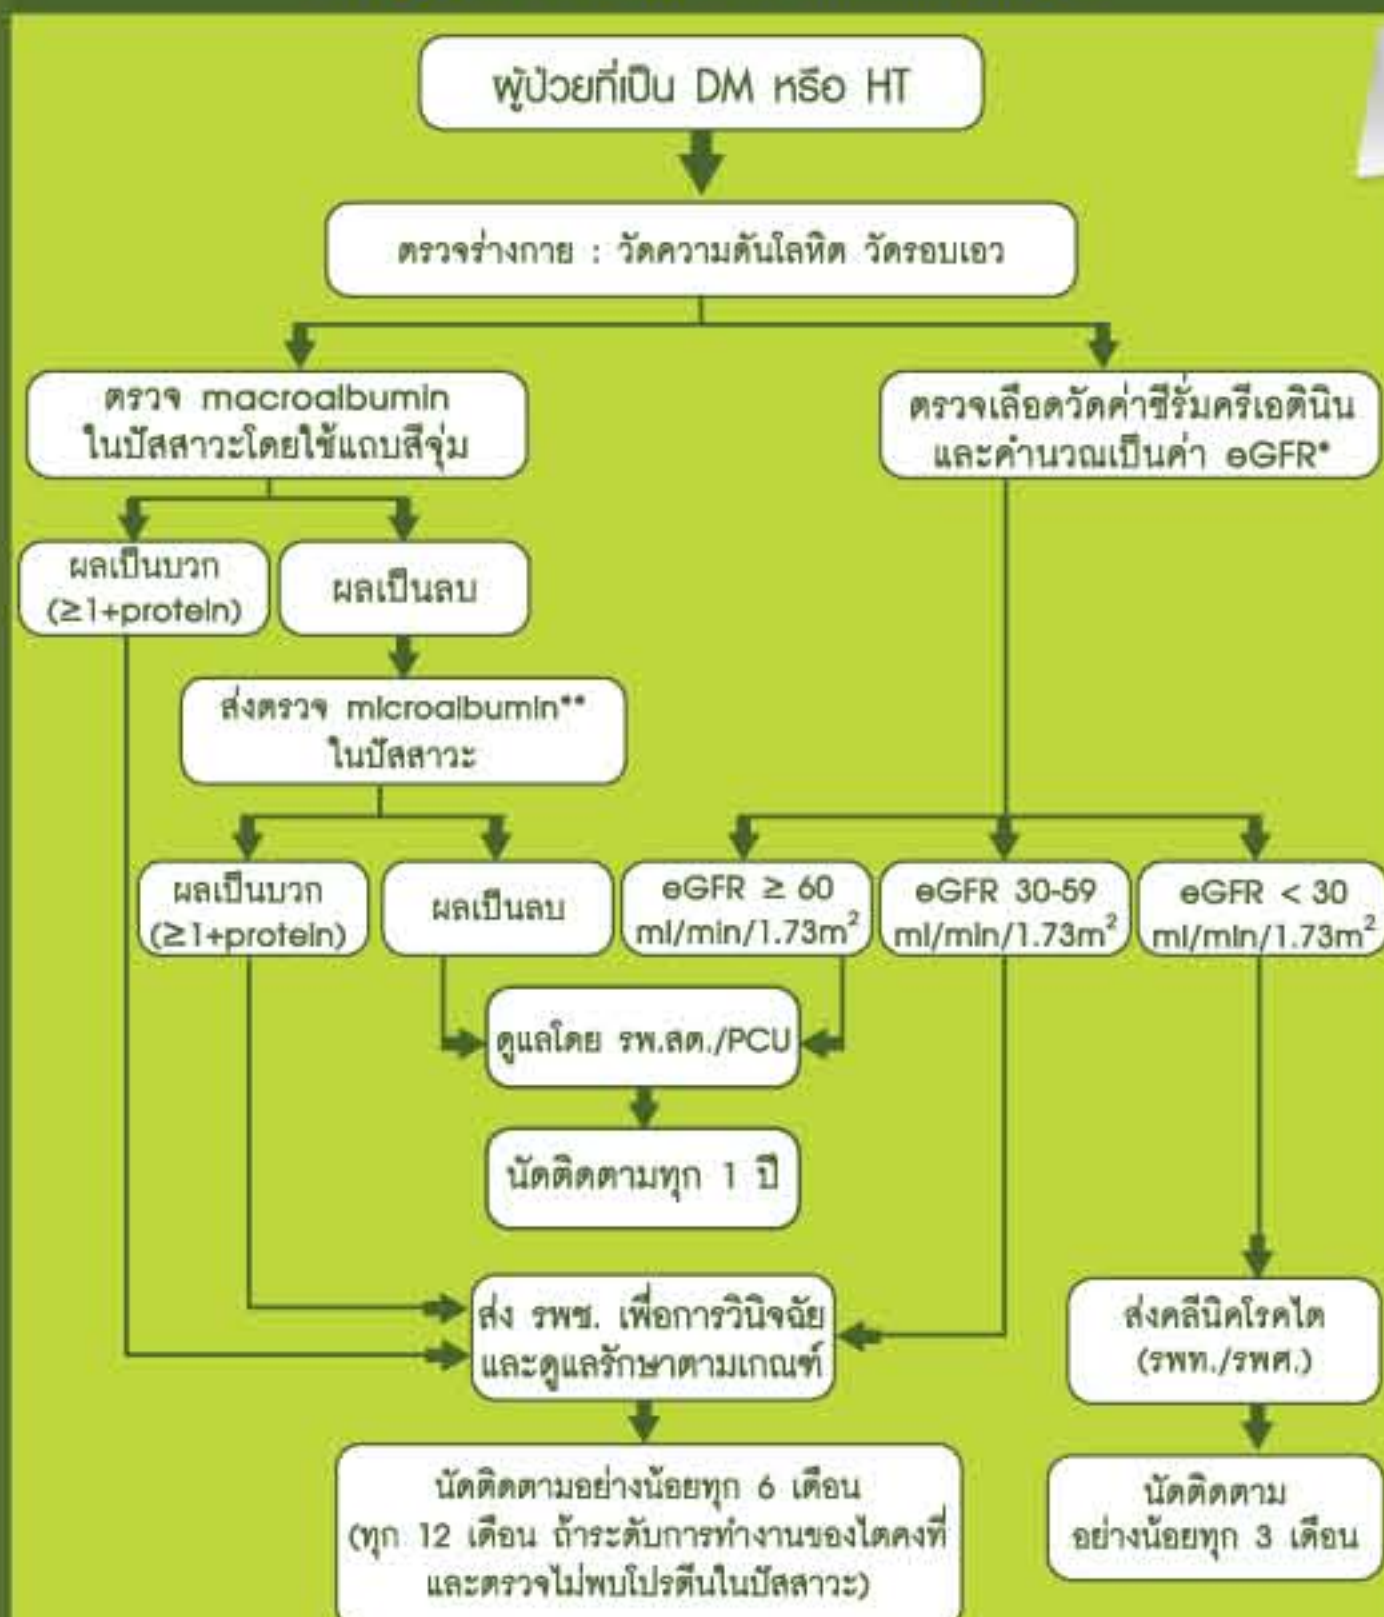 ผู้ป่วยที่เป็น DM หรือ HT
ตรวจร่างกาย : วัดความดันโลหิต วัดรอบเอว
ตรวจ macroalbumin
ในปัสสาวะโดยใช้แถบสีจุ่ม
ตรวจเลือดวัดค่าซีรั่มครีเอตินิน
และคำนวณเป็นค่า eGFR*
ผลเป็นบวก
(≥1+protein)
ผลเป็นลบ
ส่งตรวจ microalbumin**
ในปัสสาวะ
ผลเป็นบวก
(≥1+protein)
ผลเป็นลบ
eGFR ≥ 60
ml/min/1.73m²
eGFR 30-59
ml/min/1.73m²
eGFR < 30
ml/min/1.73m²
ดูแลโดย รพ.สต./PCU
นัดติดตามทุก 1 ปี
ส่ง รพช. เพื่อการวินิจฉัย
และดูแลรักษาตามเกณฑ์
ส่งคลีนิคโรคไต
(รพท./รพศ.)
นัดติดตามอย่างน้อยทุก 6 เดือน
(ทุก 12 เดือน ถ้าระดับการทำงานของไตคงที่
และตรวจไม่พบโปรตีนในปัสสาวะ)
นัดติดตาม
อย่างน้อยทุก 3 เดือน